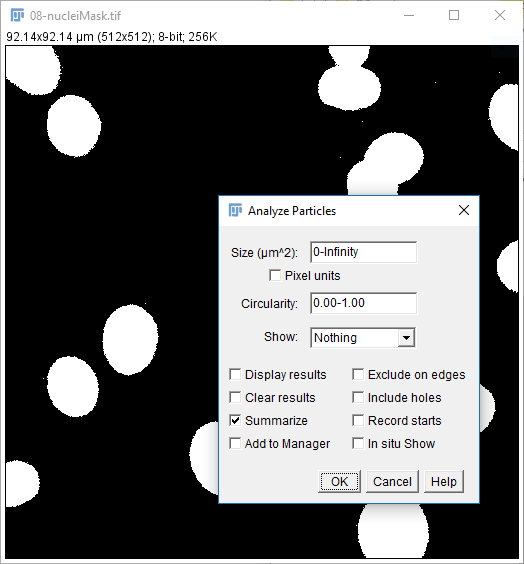 08-nucleiMask.tif
92.14x92.14 µm (512x512); 8-bit; 256K
Analyze Particles
Size (µm^2): 0-Infinity
Pixel units
Circularity: 0.00-1.00
Show: Nothing
Display results Exclude on edges
Clear results Include holes
Summarize Record starts
Add to Manager In situ Show
OK Cancel Help